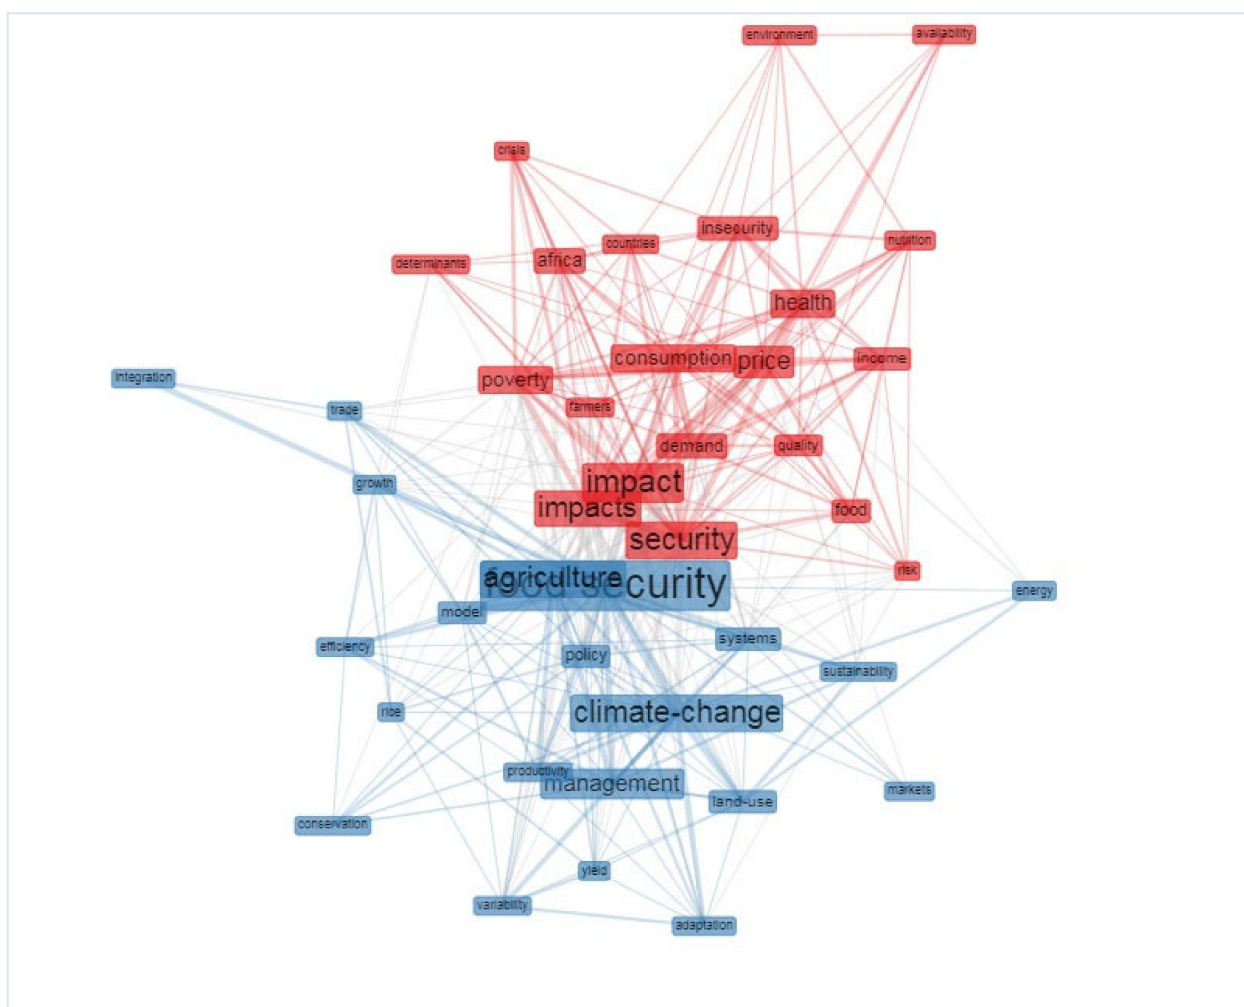 environment
availability
crisis
insecurity
nutrition
countries
africa
determinants
health
consumption
price
income
integration
poverty
trade
farmers
demand
quality
growth
impact
impacts
food
security
risk
agriculture
food-security
energy
model
systems
efficiency
policy
sustainability
rice
climate-change
productivity
management
markets
land-use
conservation
yield
variability
adaptation